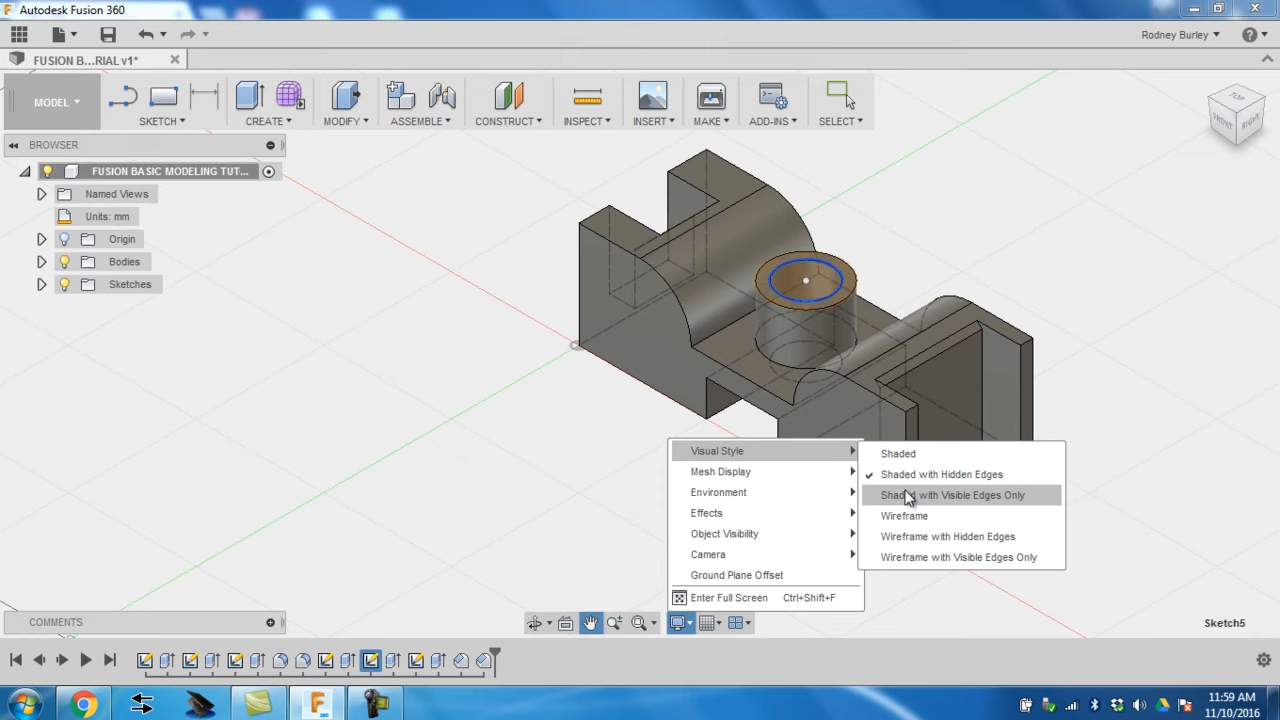 Autodesk Fusion 360
Rodney Burley
FUSION B...RIAL v1*
MODEL
SKETCH
CREATE
MODIFY
ASSEMBLE
CONSTRUCT
INSPECT
INSERT
MAKE
ADD-INS
SELECT
TOP
FRONT
RIGHT
BROWSER
FUSION BASIC MODELING TUT...
Named Views
Units: mm
Origin
Bodies
Sketches
Visual Style
Mesh Display
Environment
Effects
Object Visibility
Camera
Ground Plane Offset
Enter Full Screen Ctrl+Shift+F
Shaded
Shaded with Hidden Edges
Shaded with Visible Edges Only
Wireframe
Wireframe with Hidden Edges
Wireframe with Visible Edges Only
COMMENTS
Sketch5
11:59 AM
11/10/2016